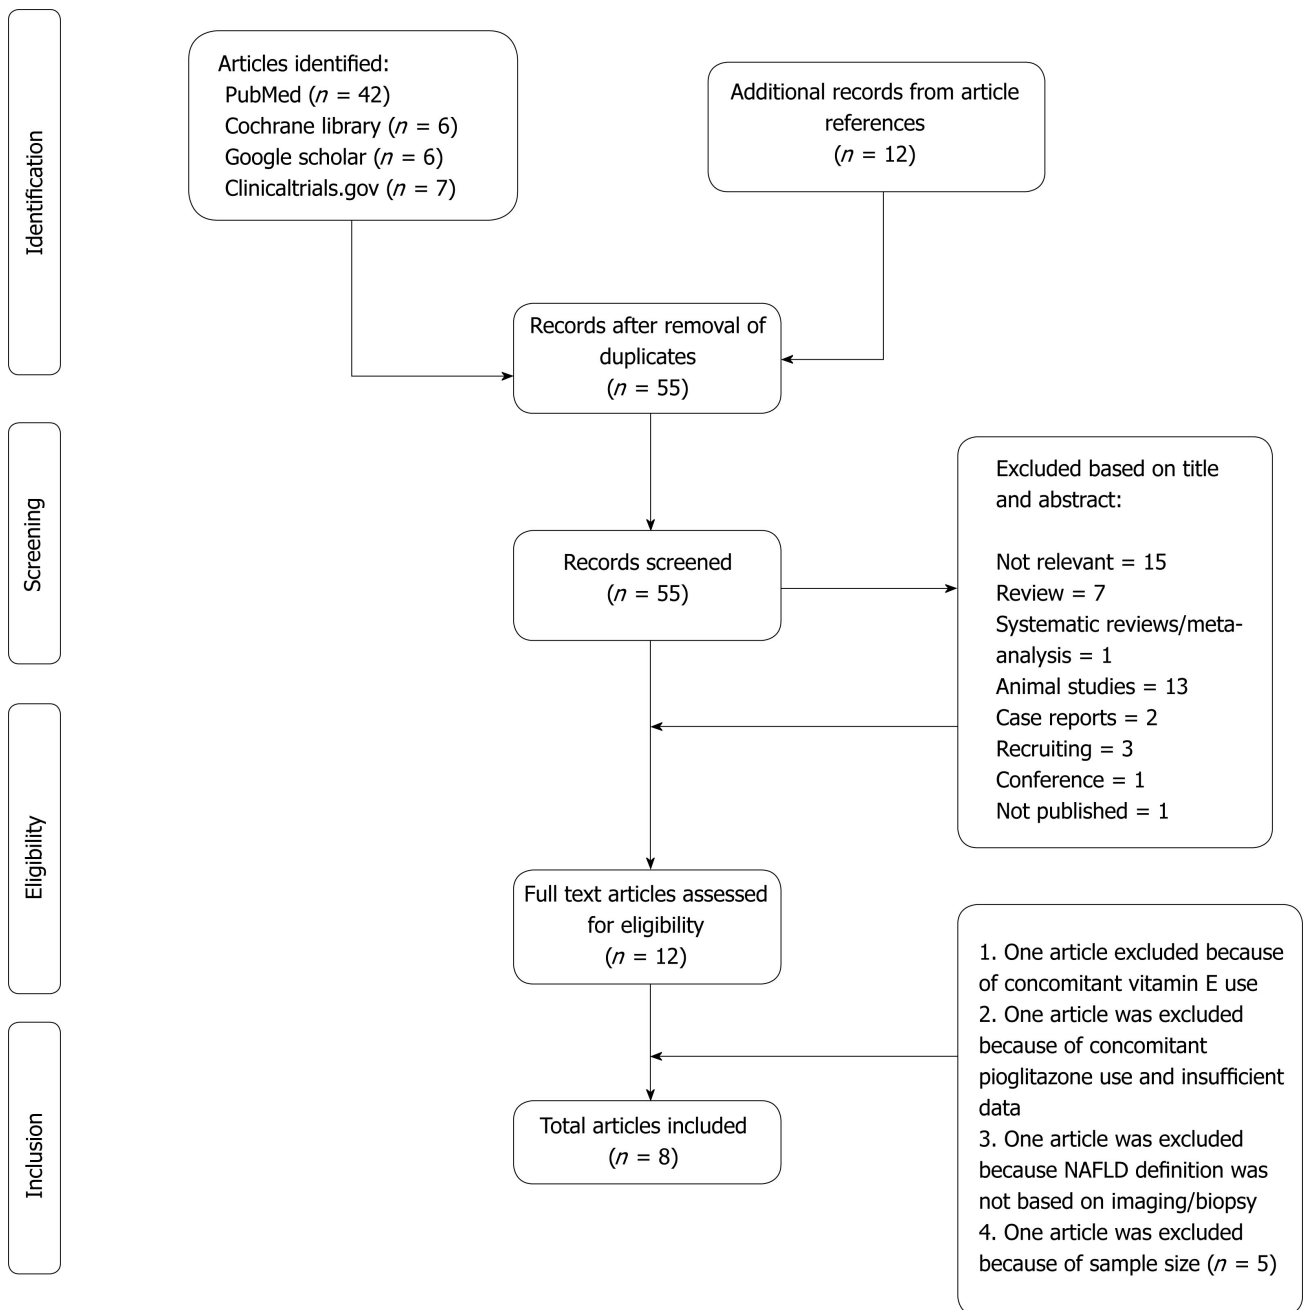 Identification
Articles identified:
PubMed (n = 42)
Cochrane library (n = 6)
Google scholar (n = 6)
Clinicaltrials.gov (n = 7)
Additional records from article
references
(n = 12)
Records after removal of
duplicates
(n = 55)
Screening
Records screened
(n = 55)
Excluded based on title
and abstract:
Not relevant = 15
Review = 7
Systematic reviews/meta-
analysis = 1
Animal studies = 13
Case reports = 2
Recruiting = 3
Conference = 1
Not published = 1
Eligibility
Full text articles assessed
for eligibility
(n = 12)
1. One article excluded because
of concomitant vitamin E use
2. One article was excluded
because of concomitant
pioglitazone use and insufficient
data
3. One article was excluded
because NAFLD definition was
not based on imaging/biopsy
4. One article was excluded
because of sample size (n = 5)
Inclusion
Total articles included
(n = 8)